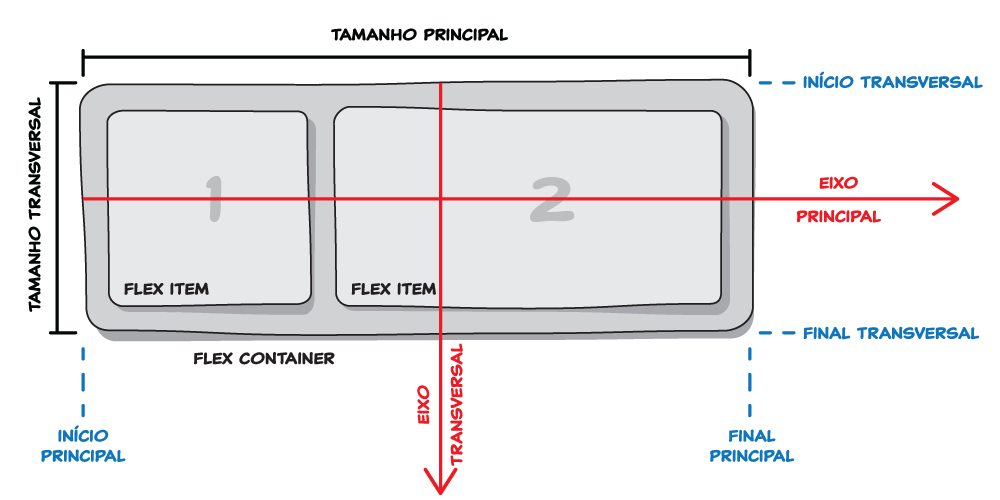 TAMANHO PRINCIPAL
INÍCIO TRANSVERSAL
TAMANHO TRANSVERSAL
1
2
EIXO
PRINCIPAL
FLEX ITEM
FLEX ITEM
FINAL TRANSVERSAL
FLEX CONTAINER
EIXO
TRANSVERSAL
INÍCIO
PRINCIPAL
FINAL
PRINCIPAL